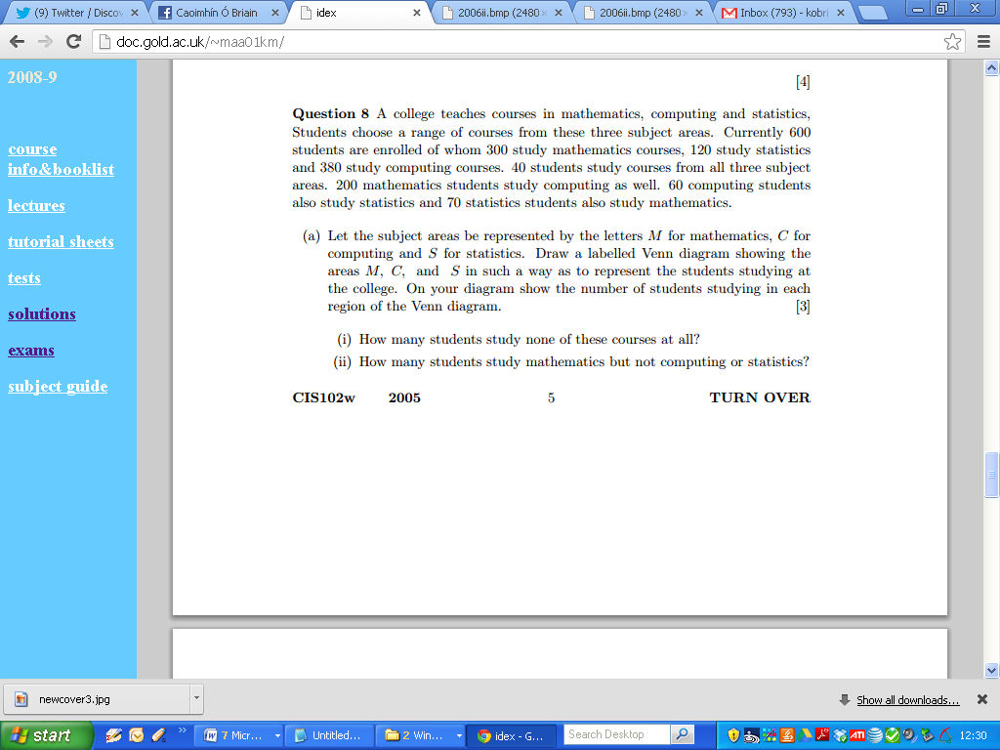 (9) Twitter / Discov
Caoimhín Ó Briain
idex
2006ii.bmp (2480
2006ii.bmp (2480
Inbox (793) - kobri
doc.gold.ac.uk/~maa01km/
2008-9
course
info&booklist
lectures
tutorial sheets
tests
solutions
exams
subject guide
[4]
Question 8 A college teaches courses in mathematics, computing and statistics,
Students choose a range of courses from these three subject areas. Currently 600
students are enrolled of whom 300 study mathematics courses, 120 study statistics
and 380 study computing courses. 40 students study courses from all three subject
areas. 200 mathematics students study computing as well. 60 computing students
also study statistics and 70 statistics students also study mathematics.
(a) Let the subject areas be represented by the letters M for mathematics, C for
computing and S for statistics. Draw a labelled Venn diagram showing the
areas M, C, and S in such a way as to represent the students studying at
the college. On your diagram show the number of students studying in each
region of the Venn diagram. [3]
(i) How many students study none of these courses at all?
(ii) How many students study mathematics but not computing or statistics?
CIS102w 2005 5 TURN OVER
newcover3.jpg
Show all downloads...
start
7 Micr...
Untitled...
2 Win...
idex - G...
Search Desktop
12:30